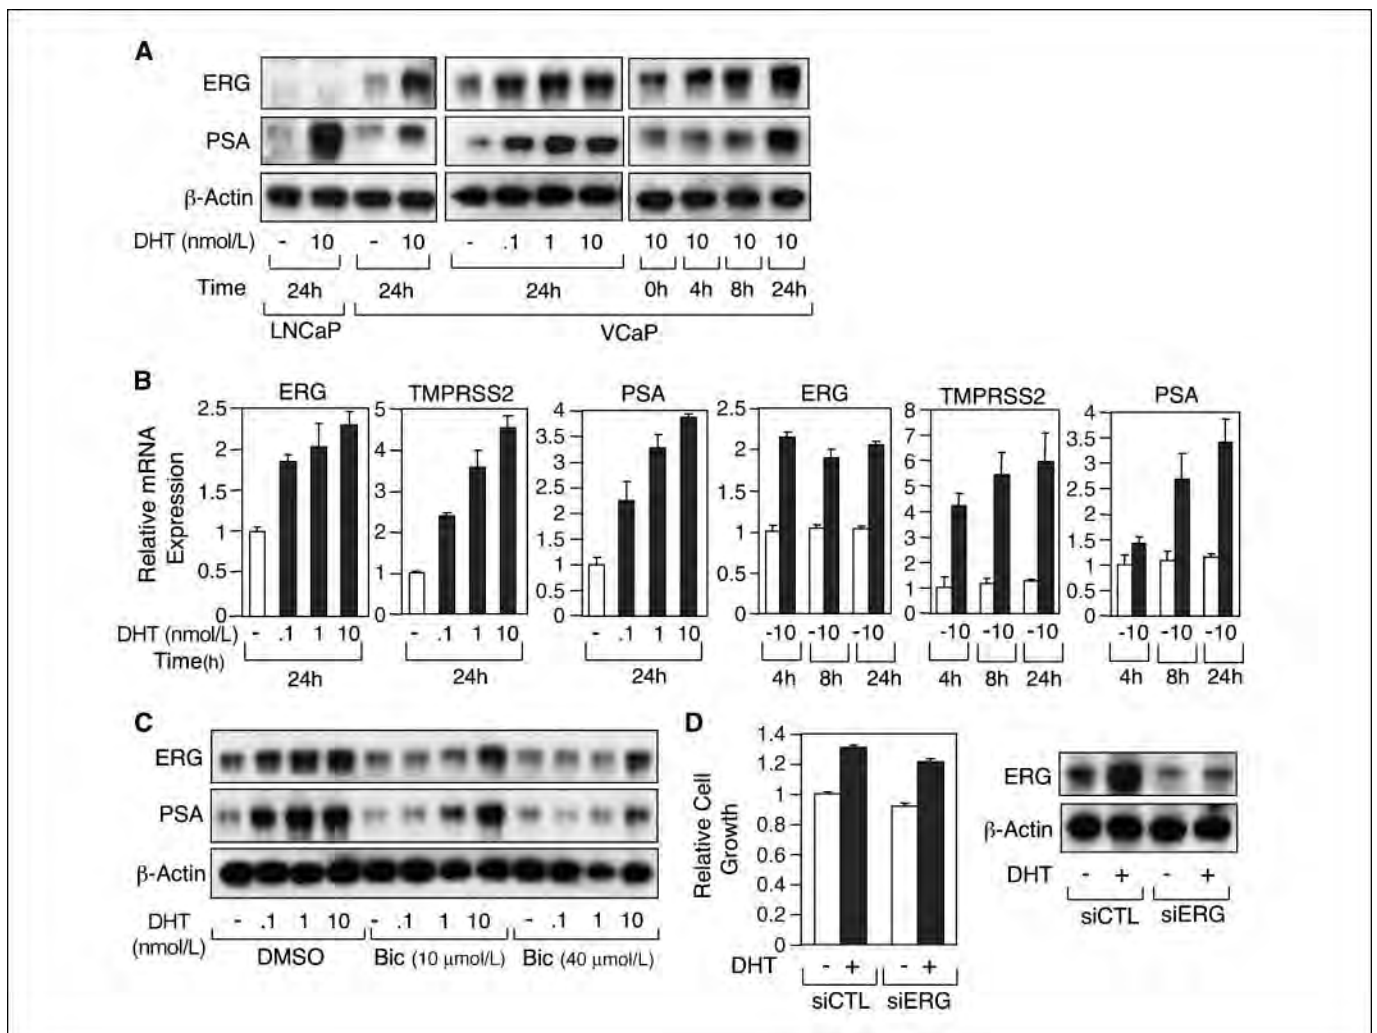 A
ERG
PSA
β-Actin
DHT (nmol/L) - 10 - 10 - .1 1 10 10 10 10 10
Time 24h 24h 24h 0h 4h 8h 24h
LNCaP VCaP
B
ERG TMPRSS2 PSA ERG TMPRSS2 PSA
Relative mRNA
Expression
2.5 5 4 2.5 8 4
2 4 3.5 2 7 3.5
1.5 3 3 1.5 6 3
1 2 2.5 1 5 2.5
0.5 1 2 0.5 4 2
0 0 1.5 0 3 1.5
1 2 1
0.5 1 0.5
0 0 0
DHT (nmol/L) - .1 1 10 - .1 1 10 - .1 1 10 -10 -10 -10 -10 -10 -10 -10 -10 -10
Time(h) 24h 24h 24h 4h 8h 24h 4h 8h 24h 4h 8h 24h
C
ERG
PSA
β-Actin
DHT - .1 1 10 - .1 1 10 - .1 1 10
(nmol/L)
DMSO Bic (10 μmol/L) Bic (40 μmol/L)
D
Relative Cell
Growth
1.4
1.2
1
0.8
0.6
0.4
0.2
0
DHT - + - +
siCTL siERG
ERG
β-Actin
DHT - + - +
siCTL siERG